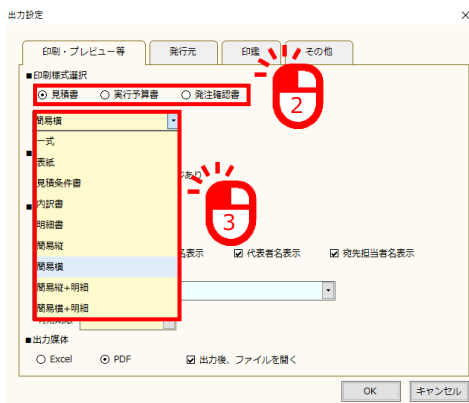 出力設定
印刷・プレビュー等 発行元 印鑑 その他
■印刷様式選択
見積書 実行予算書 発注確認書
2
簡易横
一式
表紙
見積条件書
内訳書
明細書
簡易縦
簡易横
簡易縦+明細
簡易横+明細
3
あり
名表示 代表者名表示 宛先担当者名表示
■出力媒体
Excel PDF 出力後、ファイルを開く
OK キャンセル